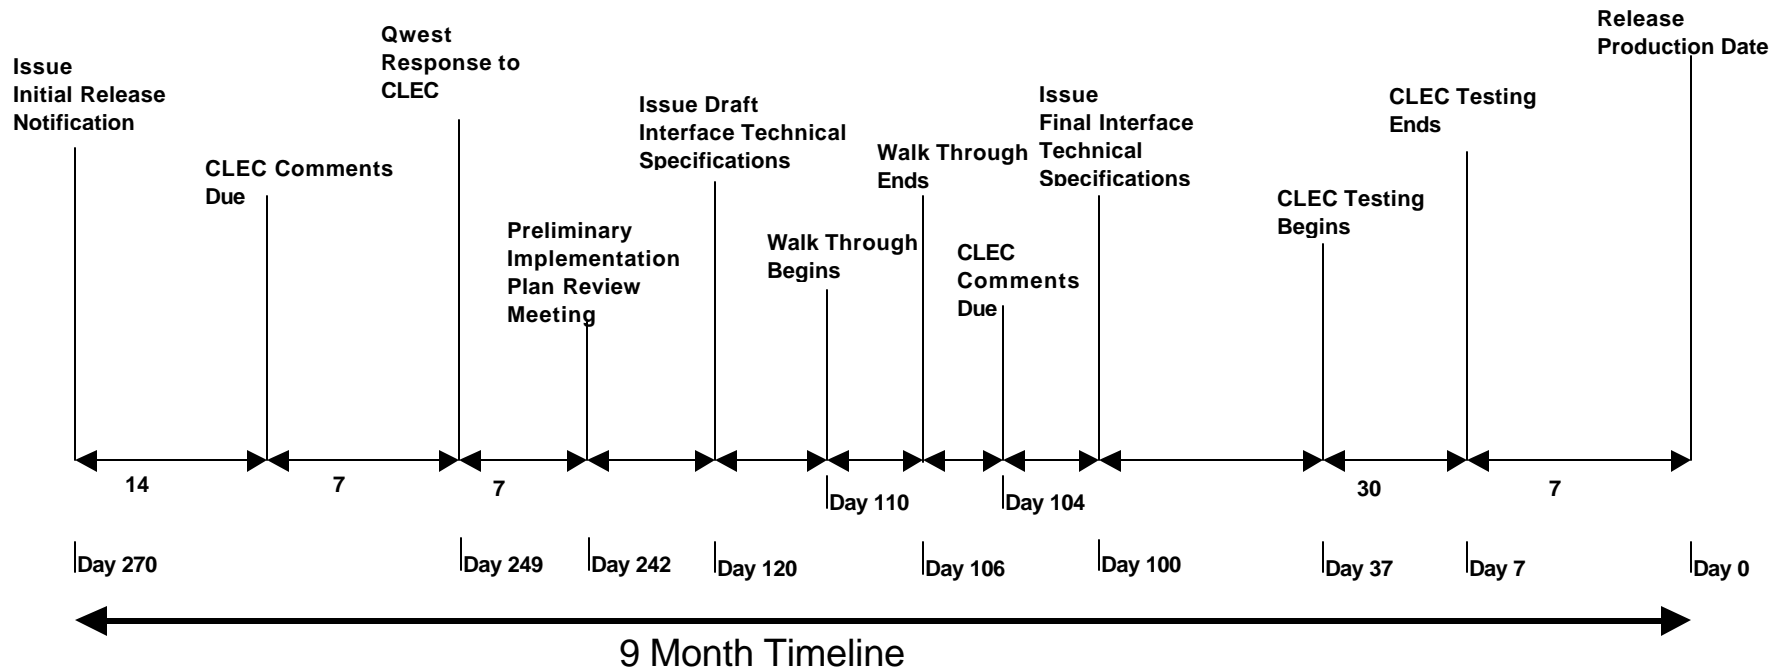 Issue
Initial Release
Notification
CLEC Comments
Due
Qwest
Response to
CLEC
Preliminary
Implementation
Plan Review
Meeting
Issue Draft
Interface Technical
Specifications
Walk Through
Begins
Walk Through
Ends
CLEC
Comments
Due
Issue
Final Interface
Technical
Specifications
CLEC Testing
Begins
CLEC Testing
Ends
Release
Production Date
14
7
7
30
7
Day 110
Day 104
Day 270
Day 249
Day 242
Day 120
Day 106
Day 100
Day 37
Day 7
Day 0
9 Month Timeline